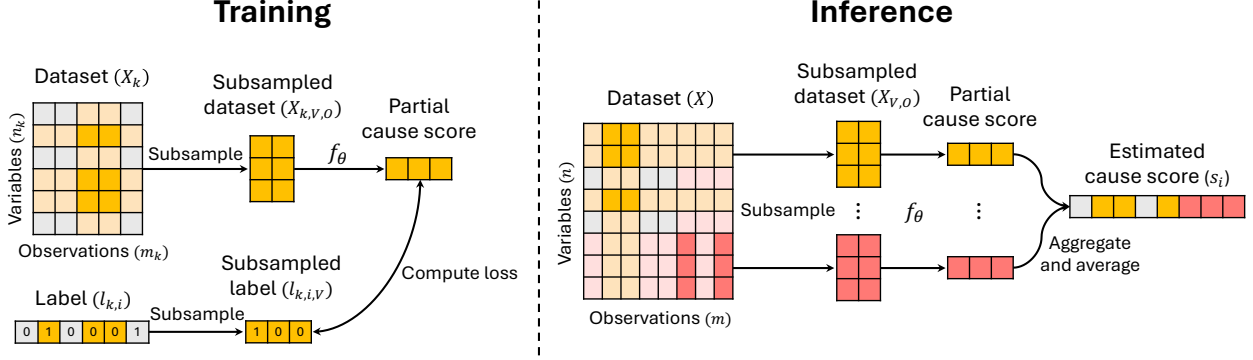 Training
Dataset (X_k)
Variables (n_k)
Observations (m_k)
Subsample
Subsampled
dataset (X_{k,V,O})
f_θ
Partial
cause score
Compute loss
Label (l_{k,i})
0 1 0 0 0 1
Subsample
Subsampled
label (l_{k,i,V})
1 0 0
Inference
Dataset (X)
Variables (n)
Observations (m)
Subsample
Subsampled
dataset (X_{V,O})
⋮
f_θ
Partial
cause score
⋮
Aggregate
and average
Estimated
cause score (s_i)